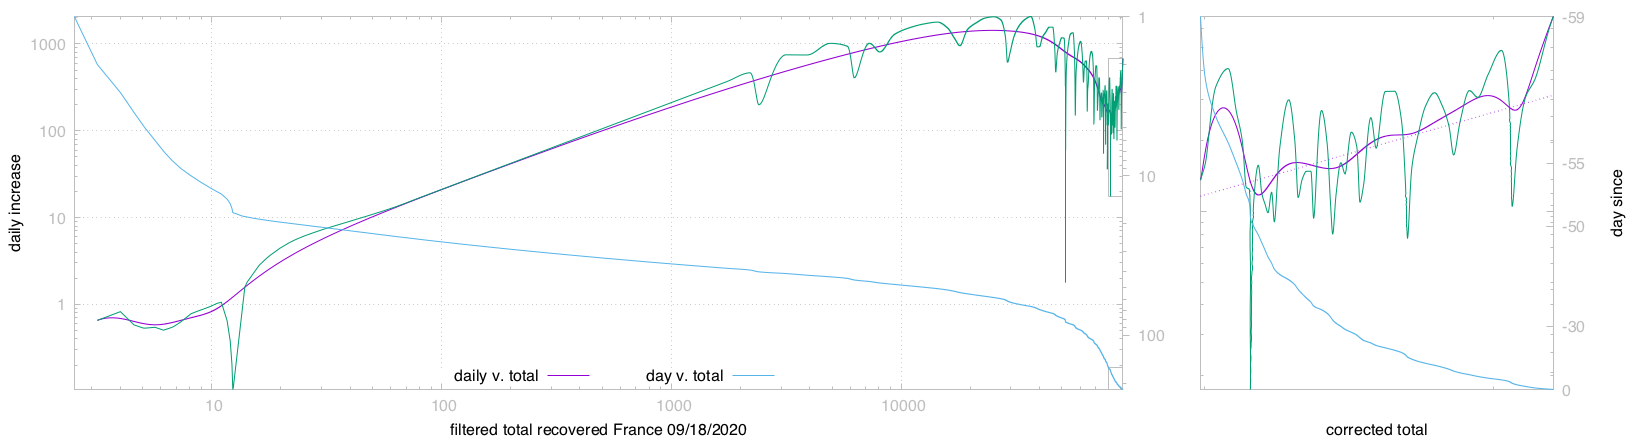 1000
100
10
1
daily increase
10
100
1000
10000
1
10
100
daily v. total
day v. total
filtered total recovered France 09/18/2020
-59
-55
-50
-30
0
day since
corrected total